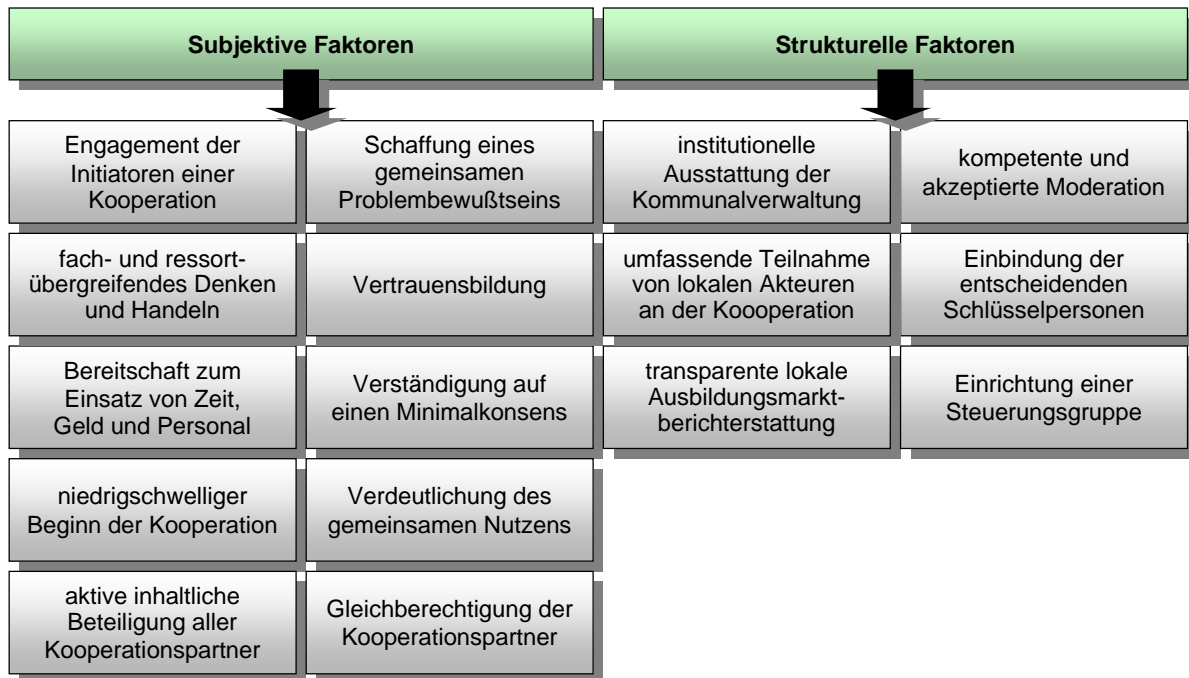 Subjektive Faktoren
Strukturelle Faktoren
Engagement der
Initiatoren einer
Kooperation
Schaffung eines
gemeinsamen
Problembewußtseins
institutionelle
Ausstattung der
Kommunalverwaltung
kompetente und
akzeptierte Moderation
fach- und ressort-
übergreifendes Denken
und Handeln
Vertrauensbildung
umfassende Teilnahme
von lokalen Akteuren
an der Koooperation
Einbindung der
entscheidenden
Schlüsselpersonen
Bereitschaft zum
Einsatz von Zeit,
Geld und Personal
Verständigung auf
einen Minimalkonsens
transparente lokale
Ausbildungsmarkt-
berichterstattung
Einrichtung einer
Steuerungsgruppe
niedrigschwelliger
Beginn der Kooperation
Verdeutlichung des
gemeinsamen Nutzens
aktive inhaltliche
Beteiligung aller
Kooperationspartner
Gleichberechtigung der
Kooperationspartner